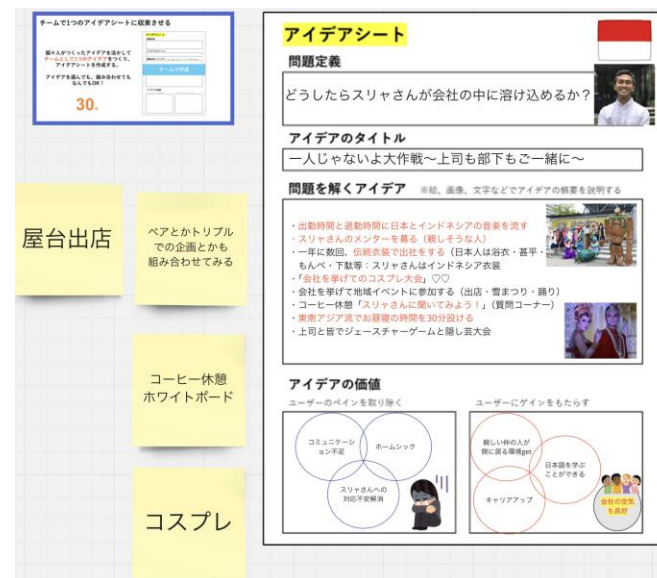 チームで1つのアイデアシートに収束させる
個々人がつくったアイデアを活かして
チームとして1つのアイデアをつくり、
アイデアシートを作成する。
アイデアを選んでも、組み合わせても
なんでもOK！
30
アイデアシート
チームで作成
屋台出店
ペアとかトリプル
での企画とかも
組み合わせてみる
コーヒー休憩
ホワイトボード
コスプレ
アイデアシート
問題定義
どうしたらスリヤさんが会社の中に溶け込めるか？
アイデアのタイトル
一人じゃないよ大作戦～上司も部下もご一緒に～
問題を解くアイデア ※絵、画像、文字などでアイデアの概要を説明する
・出勤時間と退勤時間に日本とインドネシアの音楽を流す
・スリヤさんのメンターを募る（親しそうな人）
・一年に数回、伝統衣装で出社をする（日本人は浴衣・甚平・
もんぺ・下駄等：スリヤさんはインドネシア衣装
・「会社を挙げてのコスプレ大会」♡♡
・会社を挙げて地域イベントに参加する（出店・雪まつり・踊り）
・コーヒー休憩「スリヤさんに聞いてみよう！」（質問コーナー）
・東南アジア流でお昼寝の時間を30分設ける
・上司と皆でジェースチャーゲームと隠し芸大会
アイデアの価値
ユーザーのペインを取り除く
コミュニケーシ
ョン不足
ホームシック
スリヤさんへの
対応不安解消
ユーザーにゲインをもたらす
親しい仲の人が
側に居る環境get
日本語を学ぶ
ことができる
キャリアアップ
会社の空気
も良好